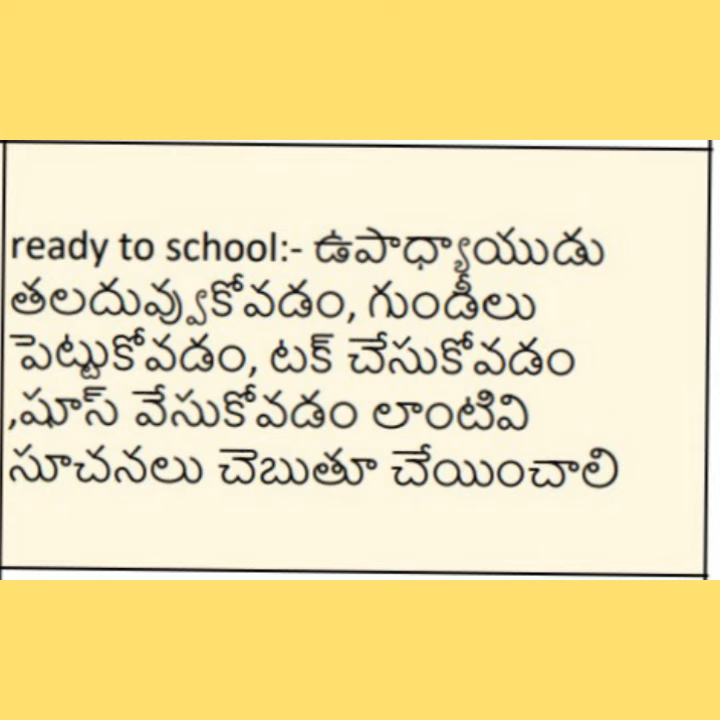 ready to school:- ఉపాధ్యాయుడు
తలదువ్వుకోవడం, గుండీలు
పెట్టుకోవడం, టక్ చేసుకోవడం
,షూస్ వేసుకోవడం లాంటివి
సూచనలు చెబుతూ చేయించాలి